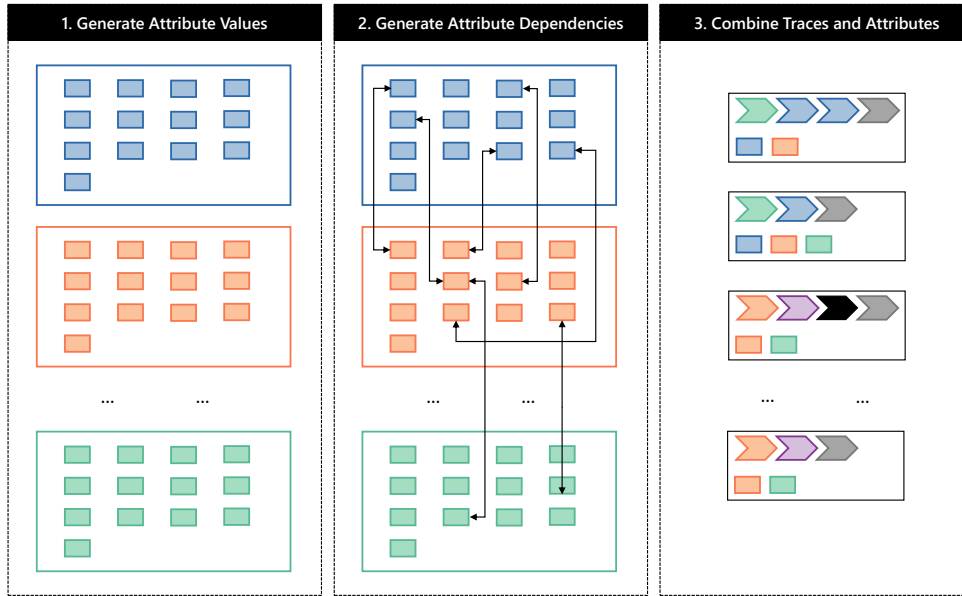 1. Generate Attribute Values
2. Generate Attribute Dependencies
3. Combine Traces and Attributes
... ...
... ...
... ...